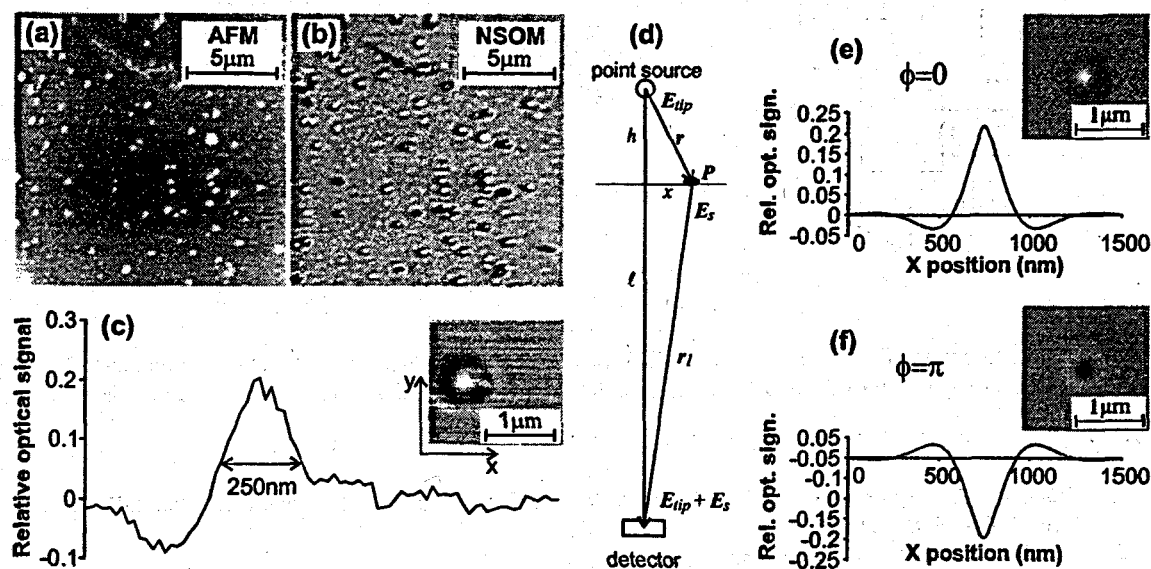 (a)
AFM
5μm
(b)
NSOM
5μm
(c)
Relative optical signal
0.3
0.2
0.1
0
-0.1
250nm
y
x
1μm
(d)
point source
E_tip
h
r
P
x
E_s
ℓ
r_l
E_tip + E_s
detector
(e)
ϕ=0
1μm
Rel. opt. sign.
0.25
0.2
0.15
0.10
0.05
0
-0.05
0 500 1000 1500
X position (nm)
(f)
ϕ=π
1μm
Rel. opt. sign.
0.05
-0.05
-0.01
0
-0.15
-0.2
-0.25
0 500 1000 1500
X position (nm)